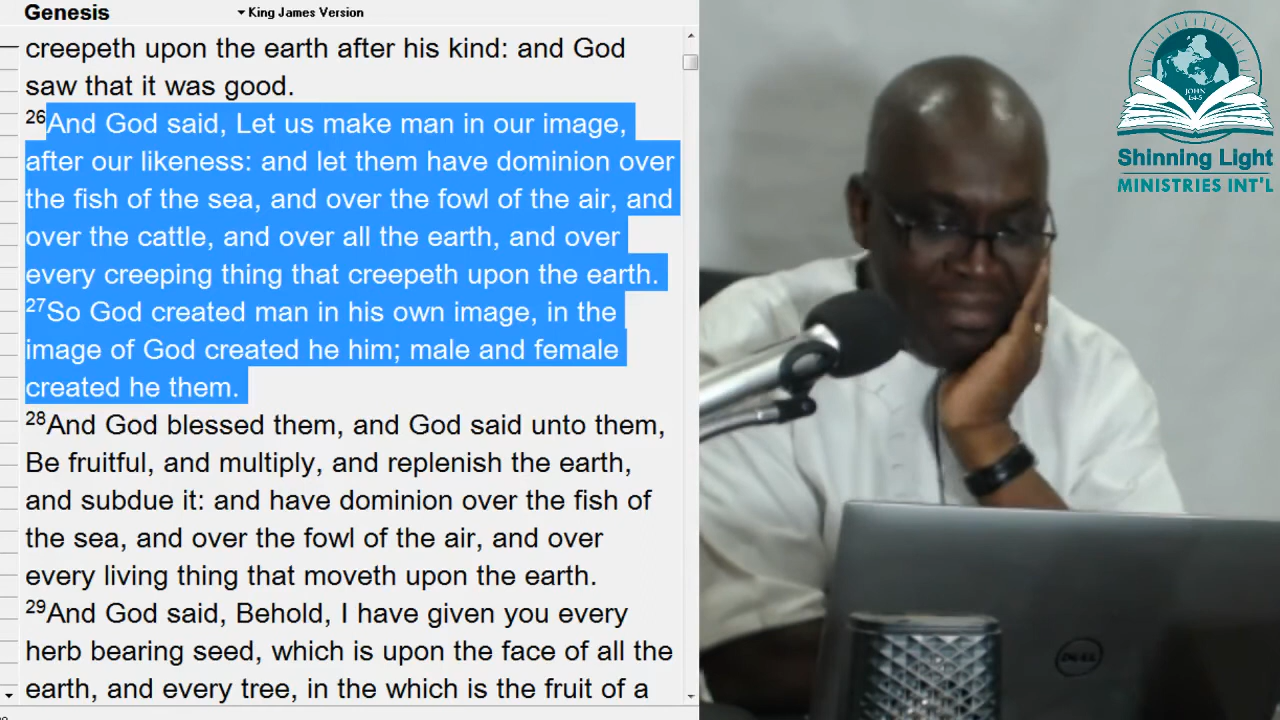 Genesis
King James Version
creepeth upon the earth after his kind: and God
saw that it was good.
26And God said, Let us make man in our image,
after our likeness: and let them have dominion over
the fish of the sea, and over the fowl of the air, and
over the cattle, and over all the earth, and over
every creeping thing that creepeth upon the earth.
27So God created man in his own image, in the
image of God created he him; male and female
created he them.
28And God blessed them, and God said unto them,
Be fruitful, and multiply, and replenish the earth,
and subdue it: and have dominion over the fish of
the sea, and over the fowl of the air, and over
every living thing that moveth upon the earth.
29And God said, Behold, I have given you every
herb bearing seed, which is upon the face of all the
earth, and every tree, in the which is the fruit of a
JOHN
1:4-5
Shinning Light
MINISTRIES INT'L
DELL